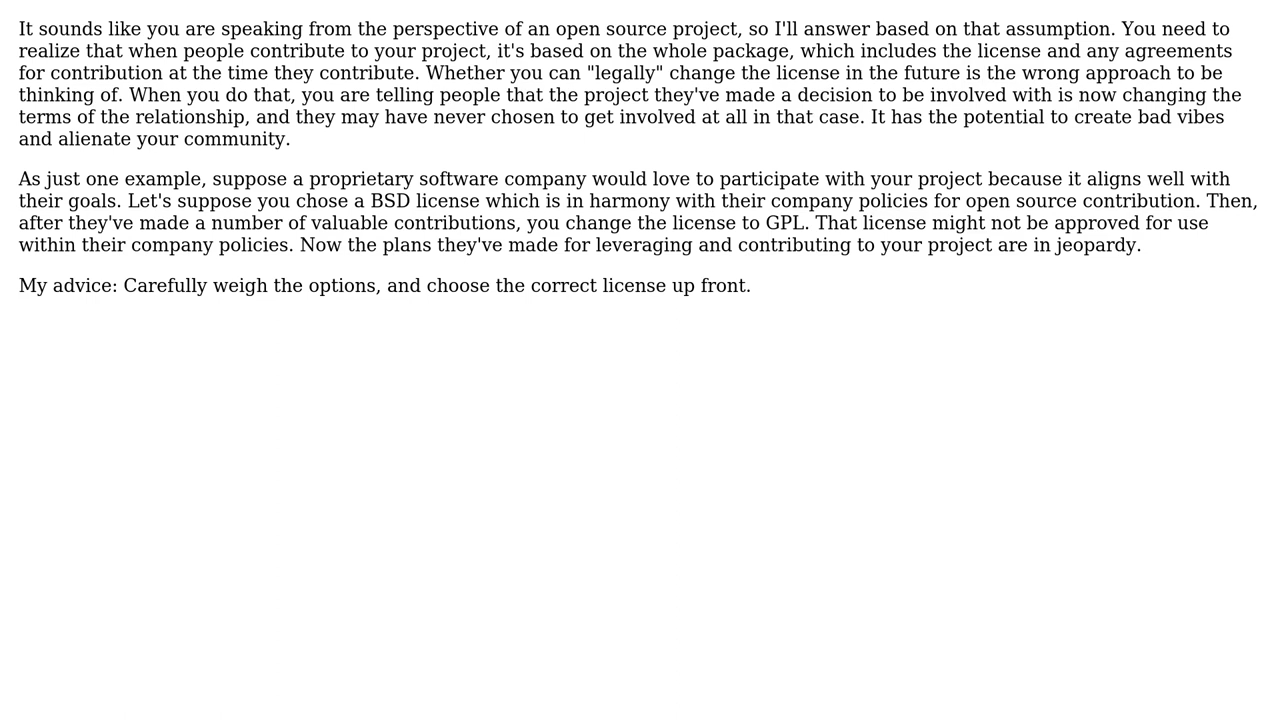 It sounds like you are speaking from the perspective of an open source project, so I'll answer based on that assumption. You need to
realize that when people contribute to your project, it's based on the whole package, which includes the license and any agreements
for contribution at the time they contribute. Whether you can "legally" change the license in the future is the wrong approach to be
thinking of. When you do that, you are telling people that the project they've made a decision to be involved with is now changing the
terms of the relationship, and they may have never chosen to get involved at all in that case. It has the potential to create bad vibes
and alienate your community.
As just one example, suppose a proprietary software company would love to participate with your project because it aligns well with
their goals. Let's suppose you chose a BSD license which is in harmony with their company policies for open source contribution. Then,
after they've made a number of valuable contributions, you change the license to GPL. That license might not be approved for use
within their company policies. Now the plans they've made for leveraging and contributing to your project are in jeopardy.
My advice: Carefully weigh the options, and choose the correct license up front.